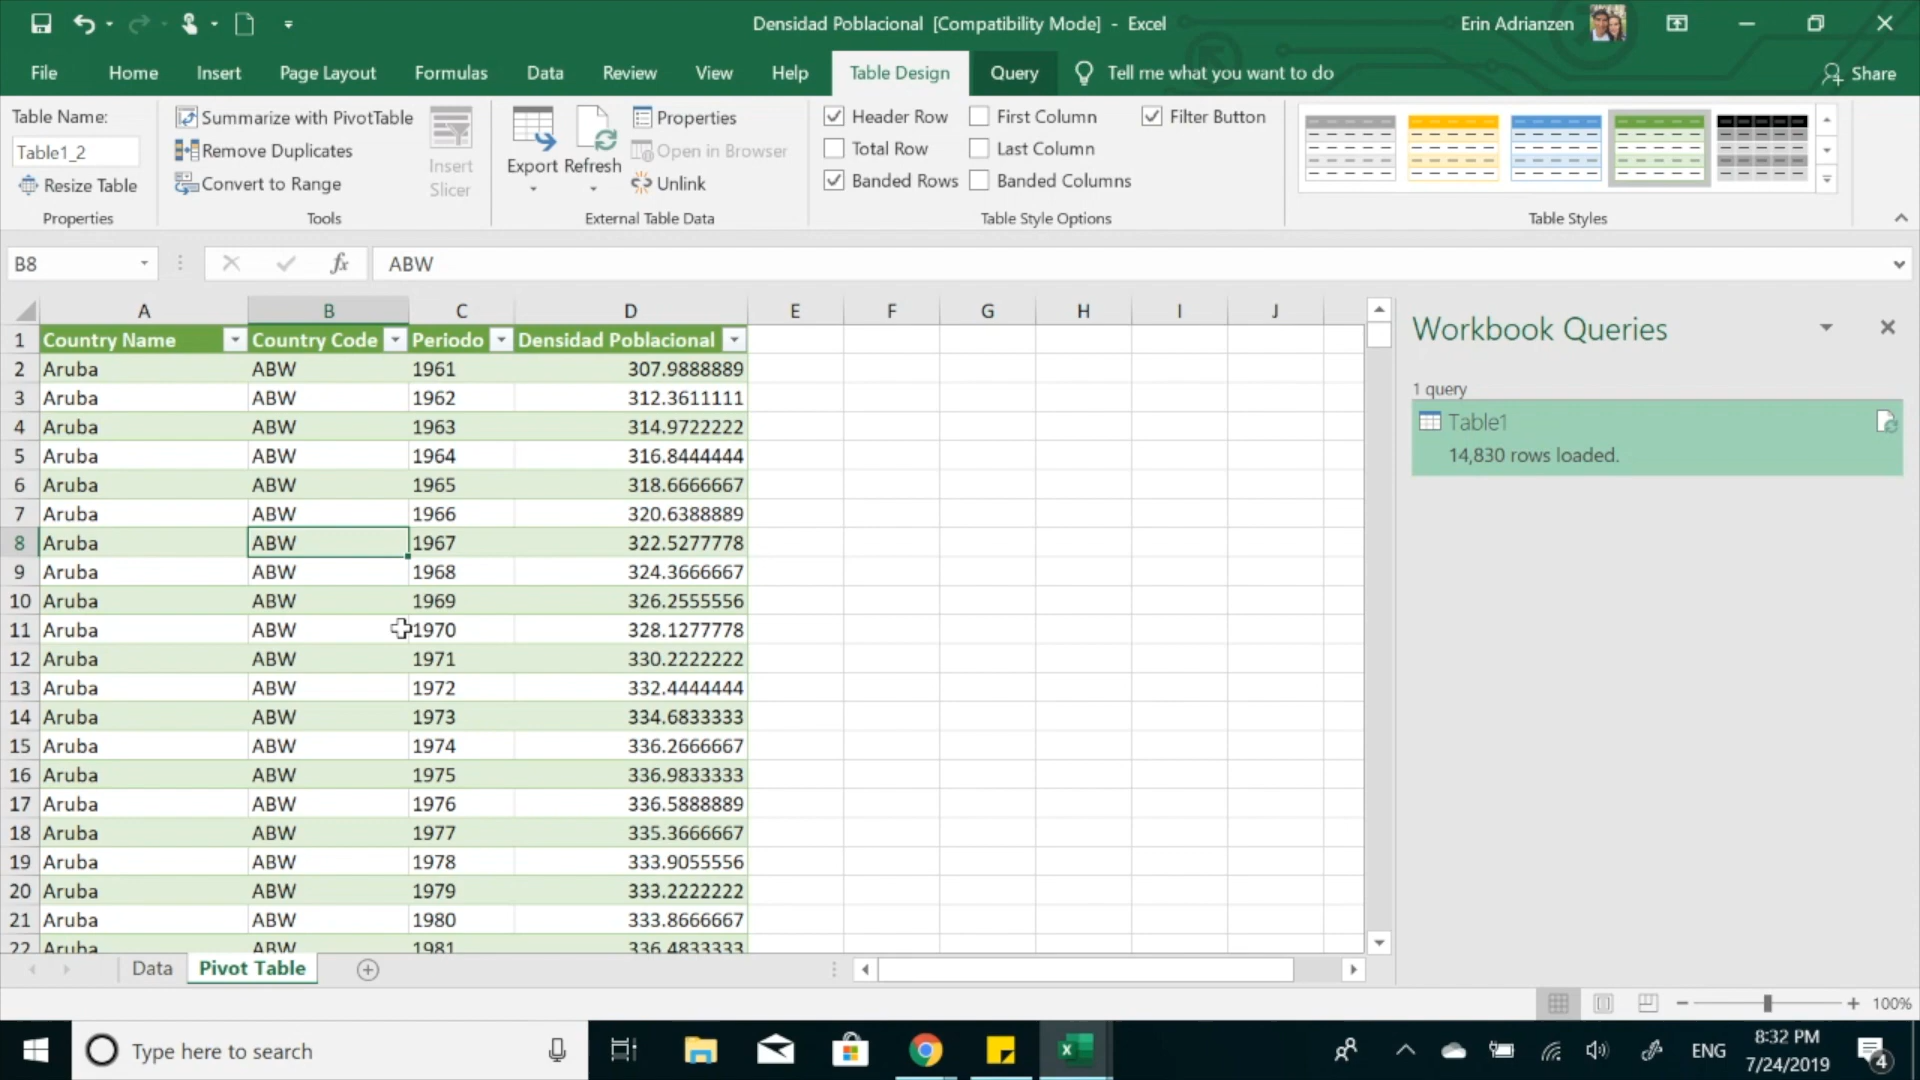 Densidad Poblacional [Compatibility Mode] - Excel
Erin Adrianzen
File Home Insert Page Layout Formulas Data Review View Help Table Design Query Tell me what you want to do Share
Table Name:
Table1_2
Resize Table
Properties
Summarize with PivotTable
Remove Duplicates
Convert to Range
Tools
Insert
Slicer
Export
Refresh
Properties
Open in Browser
Unlink
External Table Data
Header Row
First Column
Filter Button
Total Row
Last Column
Banded Rows
Banded Columns
Table Style Options
Table Styles
B8
fx
ABW
A B C D E F G H I J
1 Country Name Country Code Periodo Densidad Poblacional
2 Aruba ABW 1961 307.9888889
3 Aruba ABW 1962 312.3611111
4 Aruba ABW 1963 314.9722222
5 Aruba ABW 1964 316.8444444
6 Aruba ABW 1965 318.6666667
7 Aruba ABW 1966 320.6388889
8 Aruba ABW 1967 322.5277778
9 Aruba ABW 1968 324.3666667
10 Aruba ABW 1969 326.2555556
11 Aruba ABW 1970 328.1277778
12 Aruba ABW 1971 330.2222222
13 Aruba ABW 1972 332.4444444
14 Aruba ABW 1973 334.6833333
15 Aruba ABW 1974 336.2666667
16 Aruba ABW 1975 336.9833333
17 Aruba ABW 1976 336.5888889
18 Aruba ABW 1977 335.3666667
19 Aruba ABW 1978 333.9055556
20 Aruba ABW 1979 333.2222222
21 Aruba ABW 1980 333.8666667
22 Aruba ABW 1981 336.4833333
Workbook Queries
1 query
Table1
14,830 rows loaded.
Data Pivot Table
100%
Type here to search
ENG
8:32 PM
7/24/2019
4